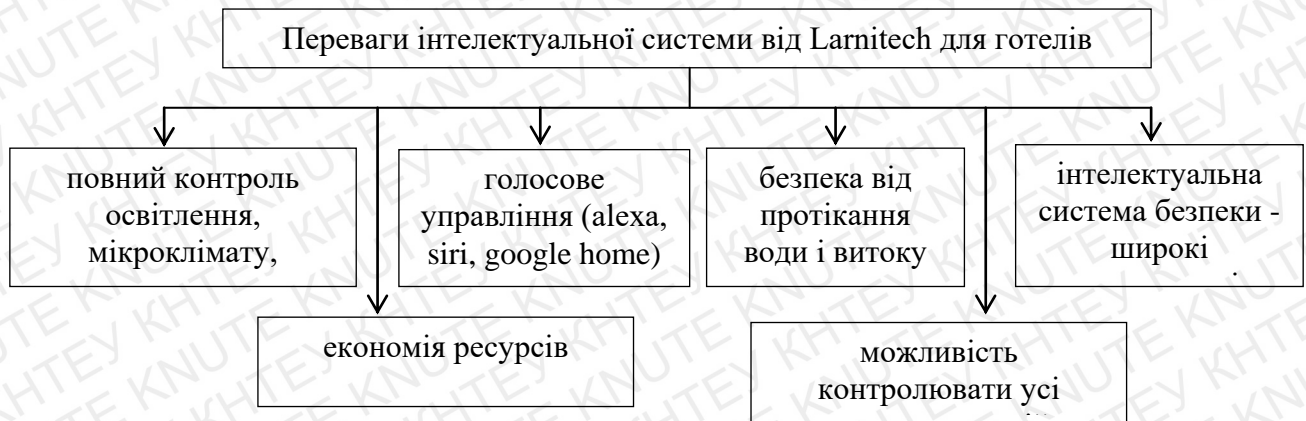 Переваги інтелектуальної системи від Larnitech для готелів
повний контроль
освітлення,
мікроклімату,
голосове
управління (alexa,
siri, google home)
безпека від
протікання
води і витоку
інтелектуальна
система безпеки -
широкі
економія ресурсів
можливість
контролювати усі